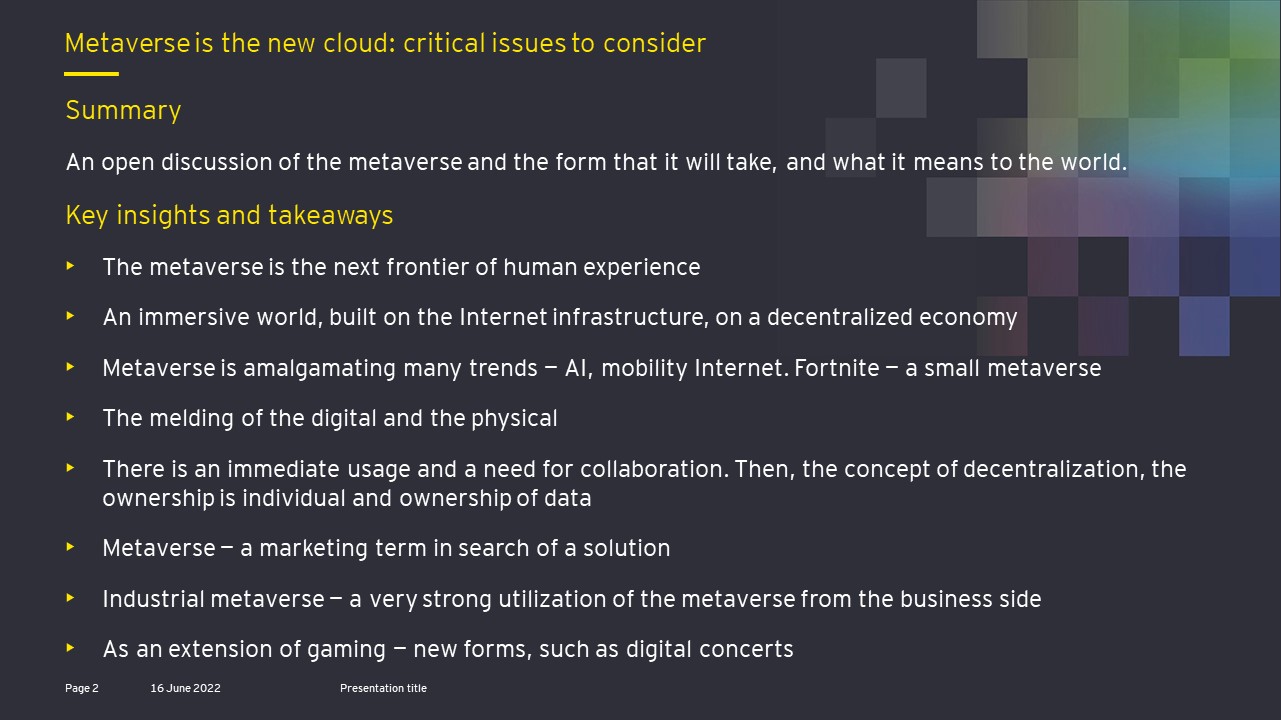 Metaverse is the new cloud: critical issues to consider
Summary
An open discussion of the metaverse and the form that it will take, and what it means to the world.
Key insights and takeaways
The metaverse is the next frontier of human experience
An immersive world, built on the Internet infrastructure, on a decentralized economy
Metaverse is amalgamating many trends – AI, mobility Internet. Fortnite – a small metaverse
The melding of the digital and the physical
There is an immediate usage and a need for collaboration. Then, the concept of decentralization, the
ownership is individual and ownership of data
Metaverse – a marketing term in search of a solution
Industrial metaverse – a very strong utilization of the metaverse from the business side
As an extension of gaming – new forms, such as digital concerts
Page 2 16 June 2022 Presentation title